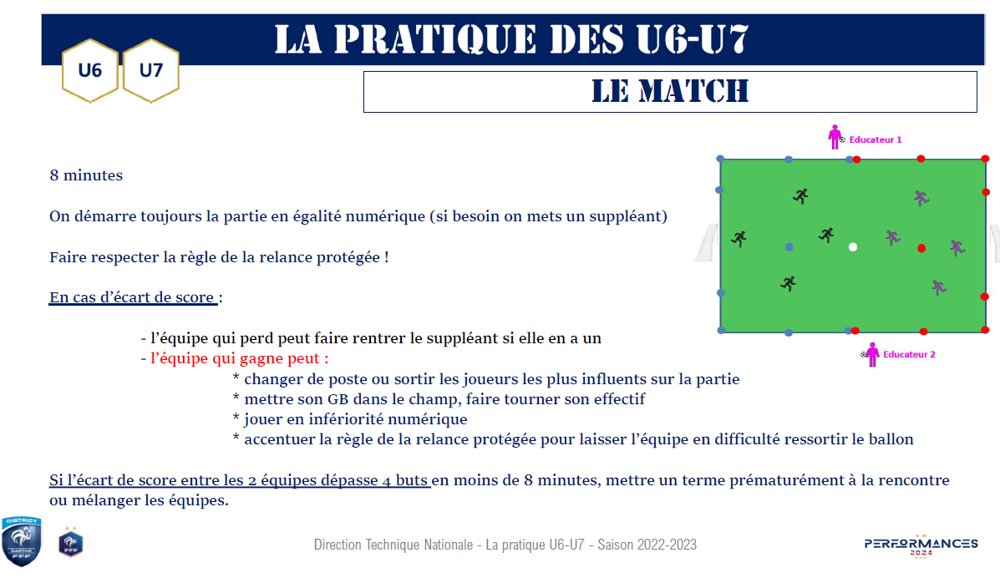 LA PRATIQUE DES U6-U7
U6
U7
LE MATCH
Educateur 1
8 minutes
On démarre toujours la partie en égalité numérique (si besoin on mets un suppléant)
Faire respecter la règle de la relance protégée !
En cas d’écart de score :
- l’équipe qui perd peut faire rentrer le suppléant si elle en a un
- l’équipe qui gagne peut :
* changer de poste ou sortir les joueurs les plus influents sur la partie
* mettre son GB dans le champ, faire tourner son effectif
* jouer en infériorité numérique
* accentuer la règle de la relance protégée pour laisser l’équipe en difficulté ressortir le ballon
Educateur 2
Si l’écart de score entre les 2 équipes dépasse 4 buts en moins de 8 minutes, mettre un terme prématurément à la rencontre
ou mélanger les équipes.
DISTRICT
SARTHE
FFF
FFF
Direction Technique Nationale - La pratique U6-U7 - Saison 2022-2023
PERFORMANCES
2024